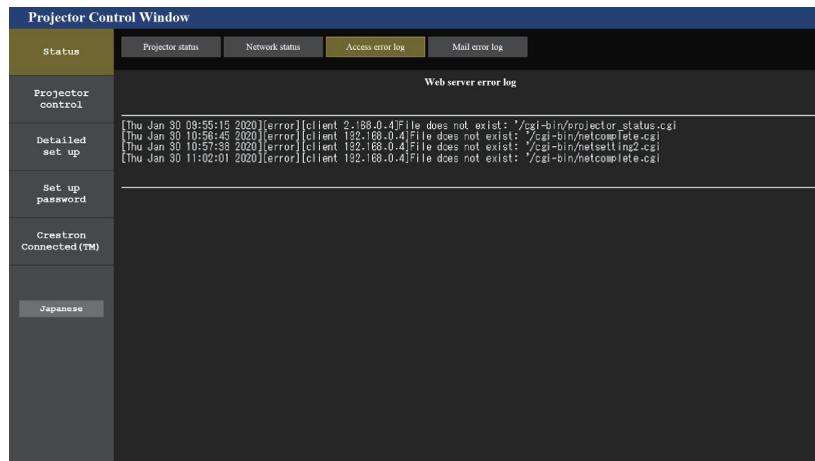 Projector Control Window
Status
Projector status
Network status
Access error log
Mail error log
Web server error log
Projector
control
[Thu Jan 30 09:55:15 2020][error][client 2.168.0.4]File does not exist: '/cgi-bin/projector_status.cgi
[Thu Jan 30 10:56:45 2020][error][client 192.168.0.4]File does not exist: '/cgi-bin/netcomplete.cgi
[Thu Jan 30 10:57:38 2020][error][client 192.168.0.4]File does not exist: '/cgi-bin/netsetting2.cgi
[Thu Jan 30 11:02:01 2020][error][client 192.168.0.4]File does not exist: '/cgi-bin/netcomplete.cgi
Detailed
set up
Set up
password
Crestron
Connected(TM)
Japanese